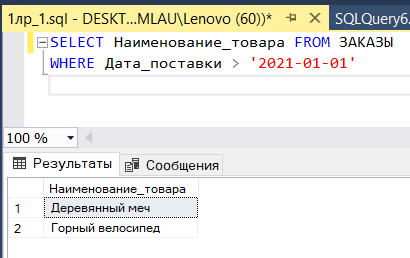 1лр_1.sql - DESKT...MLAU\Lenovo (60))*
SQLQuery6.
SELECT Наименование_товара FROM ЗАКАЗЫ
WHERE Дата_поставки > '2021-01-01'
100 %
Результаты
Сообщения
Наименование_товара
1 Деревянный меч
2 Горный велосипед